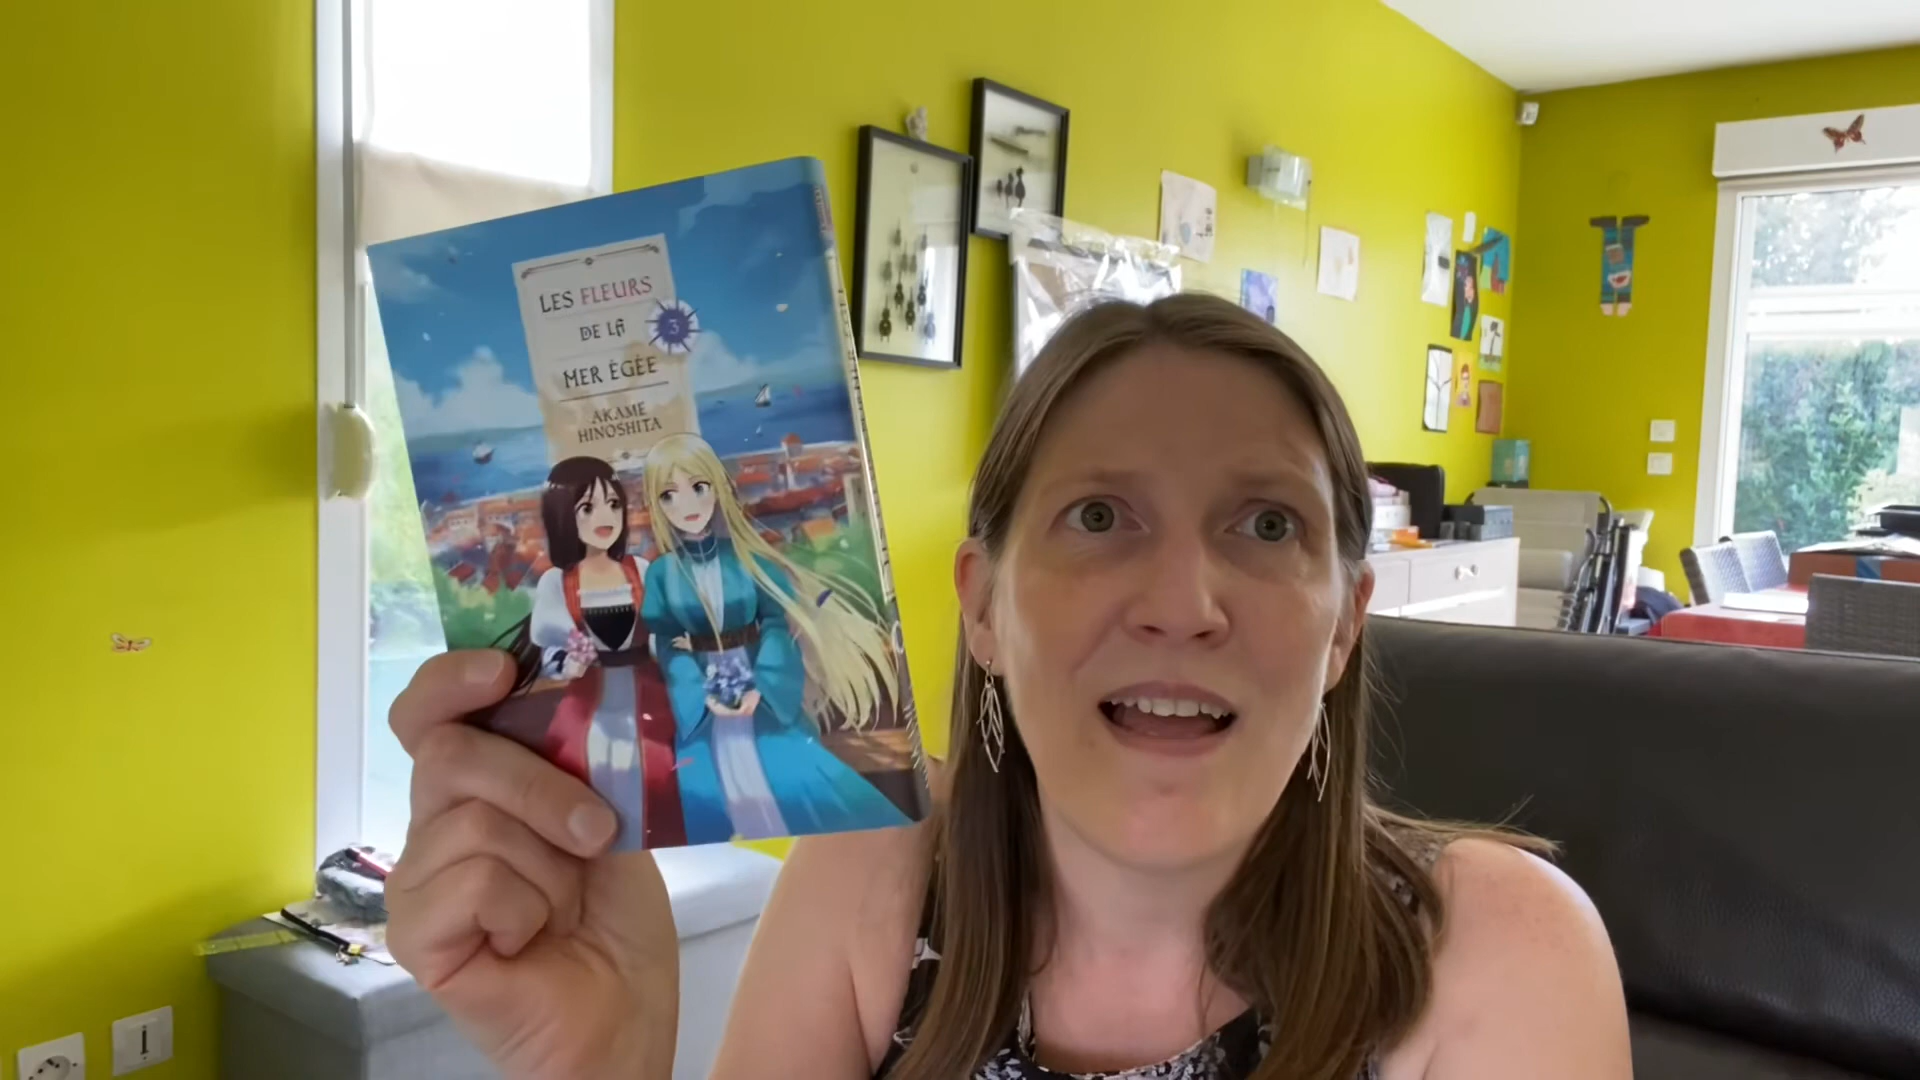 LES FLEURS
DE LA
3
MER ÉGÉE
AKAME
HINOSHITA